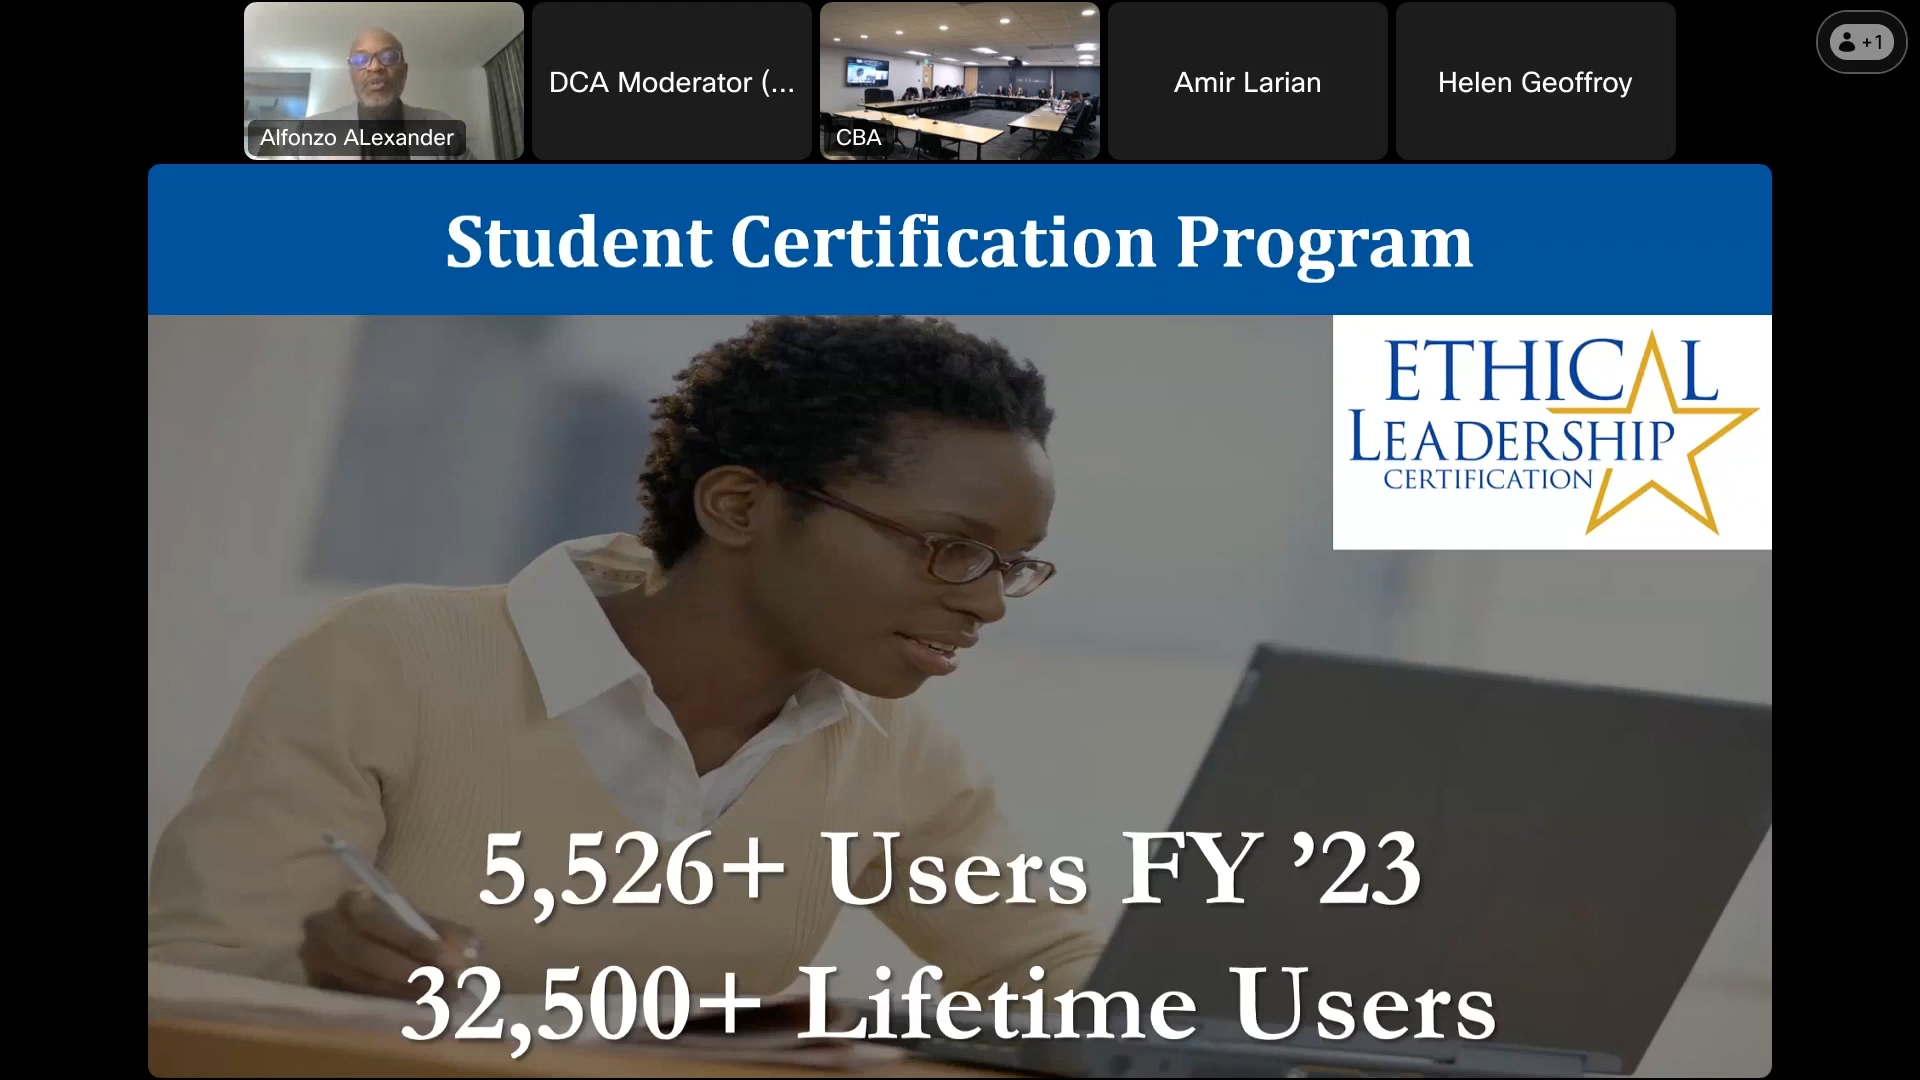 Alfonzo ALexander
DCA Moderator (...
CBA
Amir Larian
Helen Geoffroy
+1
Student Certification Program
ETHICAL
LEADERSHIP
CERTIFICATION
5,526+ Users FY ’23
32,500+ Lifetime Users